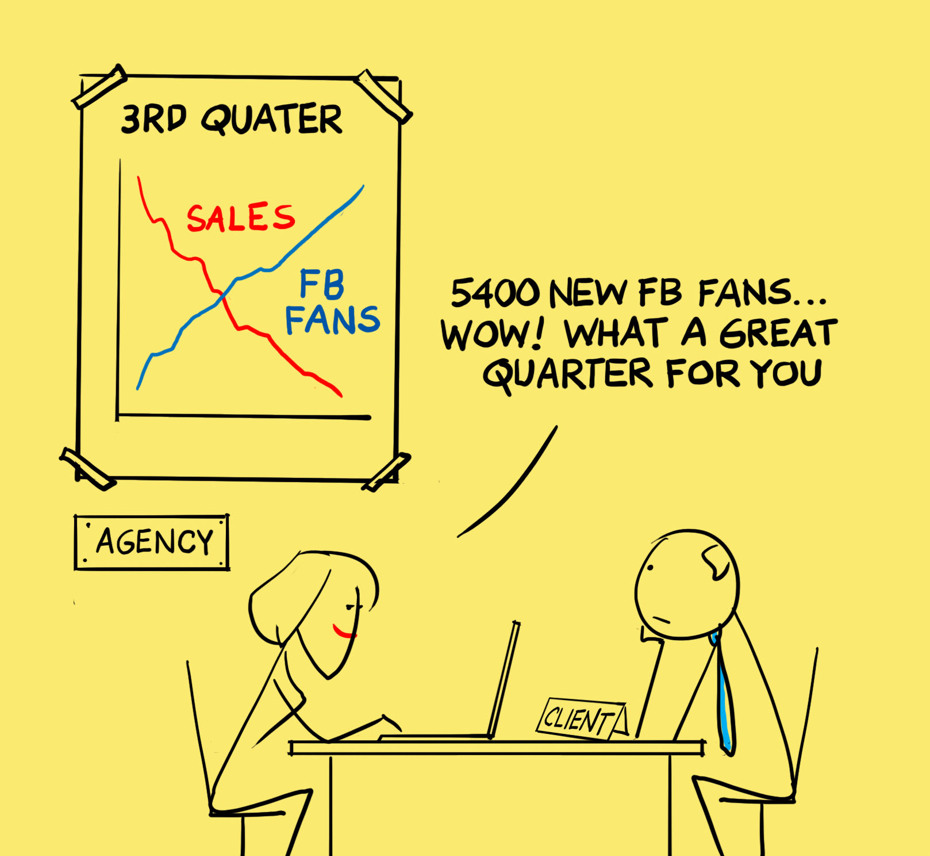 3RD QUATER
SALES
FB
FANS
5400 NEW FB FANS...
WOW! WHAT A GREAT
QUARTER FOR YOU
AGENCY
CLIENT